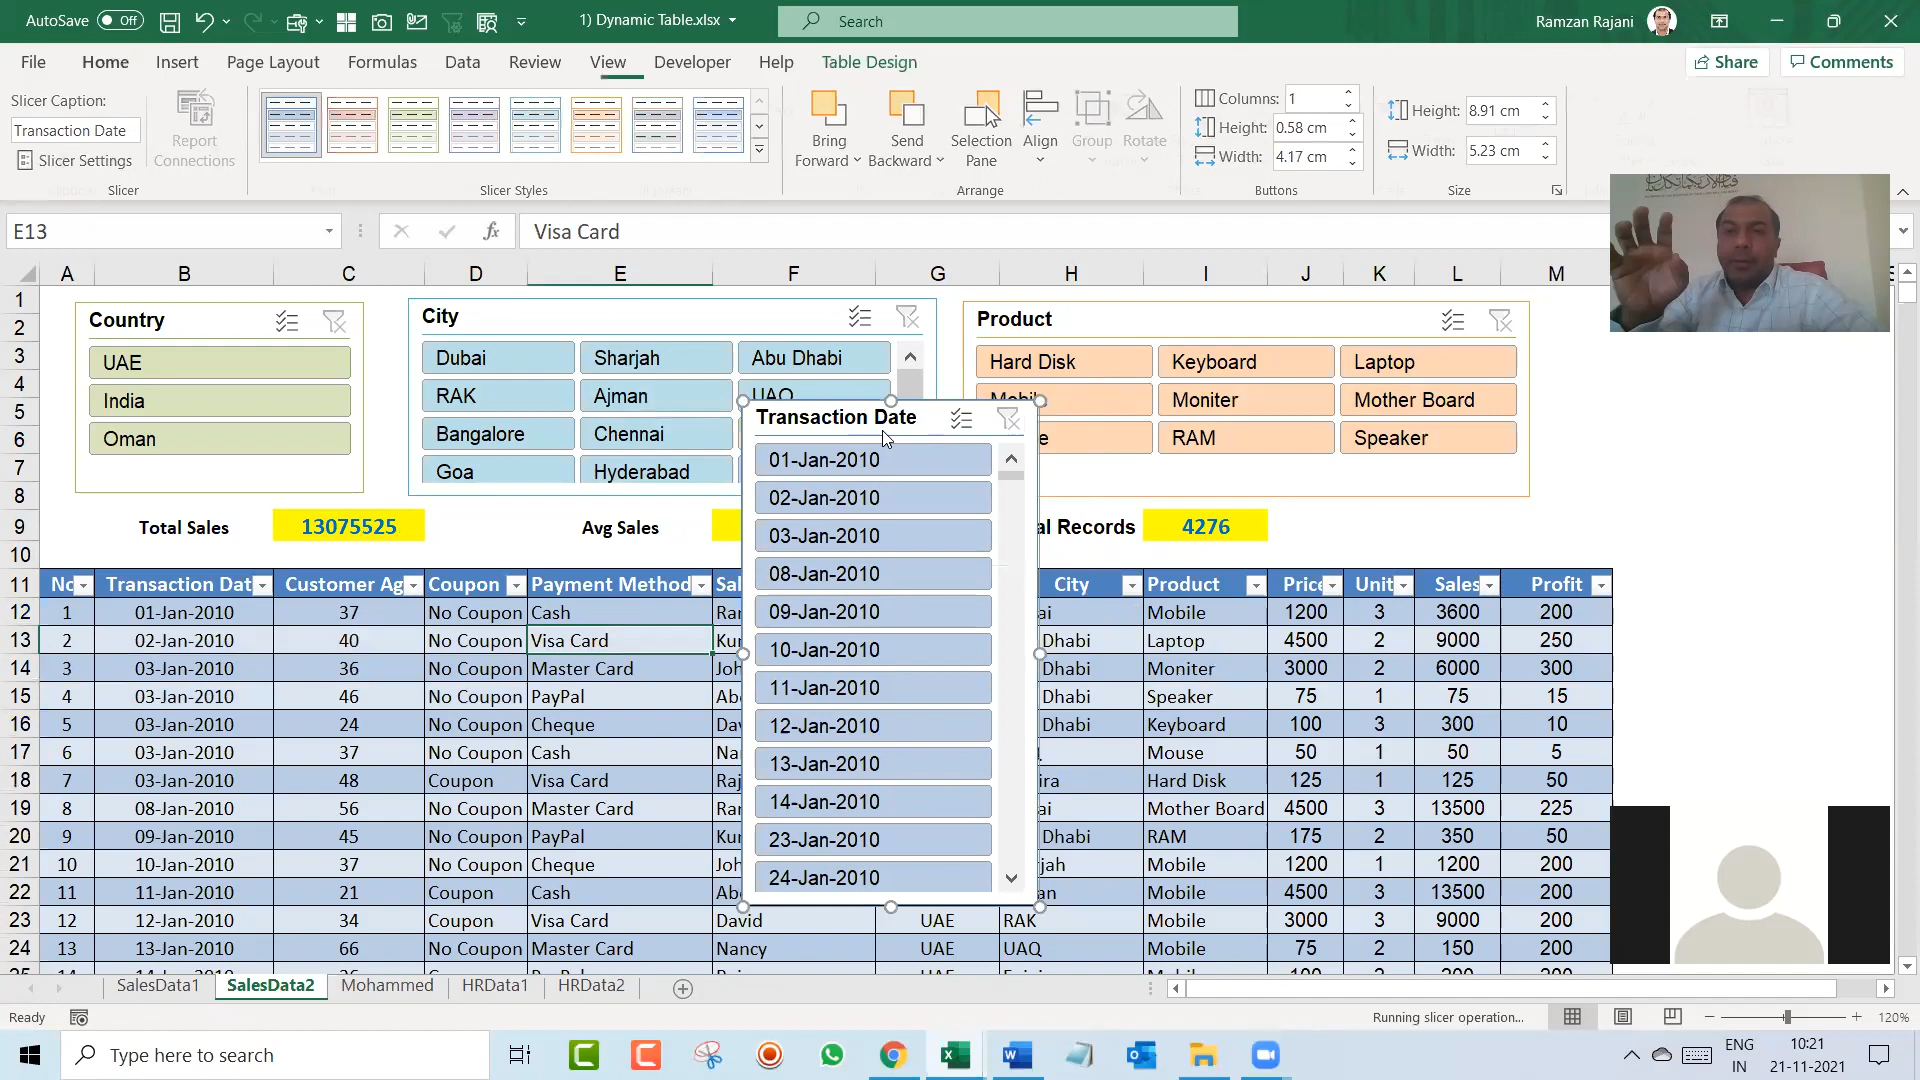 AutoSave Off 1) Dynamic Table.xlsx Search Ramzan Rajani
File Home Insert Page Layout Formulas Data Review View Developer Help Table Design Share Comments
Slicer Caption:
Transaction Date
Slicer Settings
Report Connections
Slicer
Slicer Styles
Bring Forward
Send Backward
Selection Pane
Align
Group
Rotate
Arrange
Columns: 1
Height: 0.58 cm
Width: 4.17 cm
Buttons
Height: 8.91 cm
Width: 5.23 cm
Size
E13 fx Visa Card
A B C D E F G H I J K L M
Country
UAE
India
Oman
City
Dubai Sharjah Abu Dhabi
RAK Ajman UAQ
Bangalore Chennai
Goa Hyderabad
Product
Hard Disk Keyboard Laptop
Moniter Mother Board
e RAM Speaker
Transaction Date
01-Jan-2010
02-Jan-2010
03-Jan-2010
08-Jan-2010
09-Jan-2010
10-Jan-2010
11-Jan-2010
12-Jan-2010
13-Jan-2010
14-Jan-2010
23-Jan-2010
24-Jan-2010
1
2
3
4
5
6
7
8
9 Total Sales 13075525 Avg Sales al Records 4276
10
11 No Transaction Dat Customer Ag Coupon Payment Method Sal City Product Price Unit Sales Profit
12 1 01-Jan-2010 37 No Coupon Cash Rar ai Mobile 1200 3 3600 200
13 2 02-Jan-2010 40 No Coupon Visa Card Kur Dhabi Laptop 4500 2 9000 250
14 3 03-Jan-2010 36 No Coupon Master Card Joh Dhabi Moniter 3000 2 6000 300
15 4 03-Jan-2010 46 No Coupon PayPal Abc Dhabi Speaker 75 1 75 15
16 5 03-Jan-2010 24 No Coupon Cheque Dav Dhabi Keyboard 100 3 300 10
17 6 03-Jan-2010 37 No Coupon Cash Nar Mouse 50 1 50 5
18 7 03-Jan-2010 48 Coupon Visa Card Raj ira Hard Disk 125 1 125 50
19 8 08-Jan-2010 56 No Coupon Master Card Rar ai Mother Board 4500 3 13500 225
20 9 09-Jan-2010 45 No Coupon PayPal Kur Dhabi RAM 175 2 350 50
21 10 10-Jan-2010 37 No Coupon Cheque Joh jah Mobile 1200 1 1200 200
22 11 11-Jan-2010 21 Coupon Cash Abc an Mobile 4500 3 13500 200
23 12 12-Jan-2010 34 Coupon Visa Card David UAE RAK Mobile 3000 3 9000 200
24 13 13-Jan-2010 66 No Coupon Master Card Nancy UAE UAQ Mobile 75 2 150 200
SalesData1 SalesData2 Mohammed HRData1 HRData2
Ready Running slicer operation... 120%
Type here to search
ENG
IN
10:21
21-11-2021